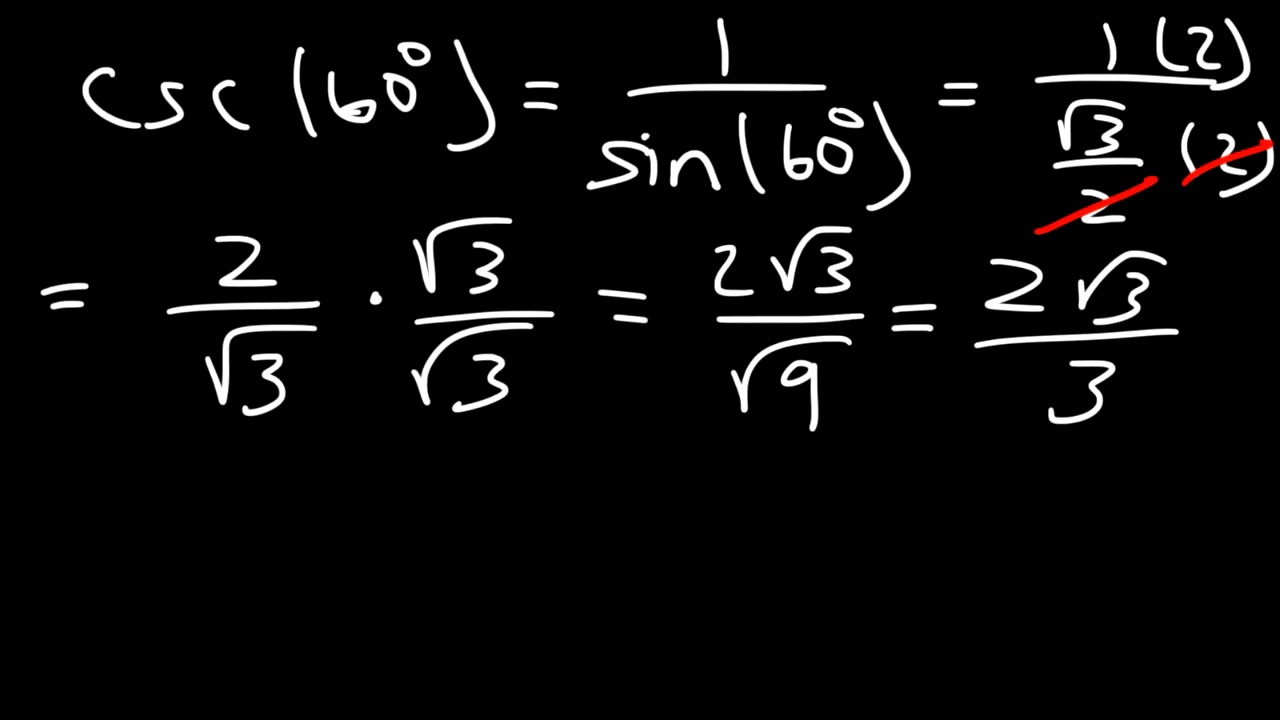 csc(60°) = 1/sin(60°) = 1(2)/((√3/2)(2))
= 2/√3 · √3/√3 = 2√3/√9 = 2√3/3